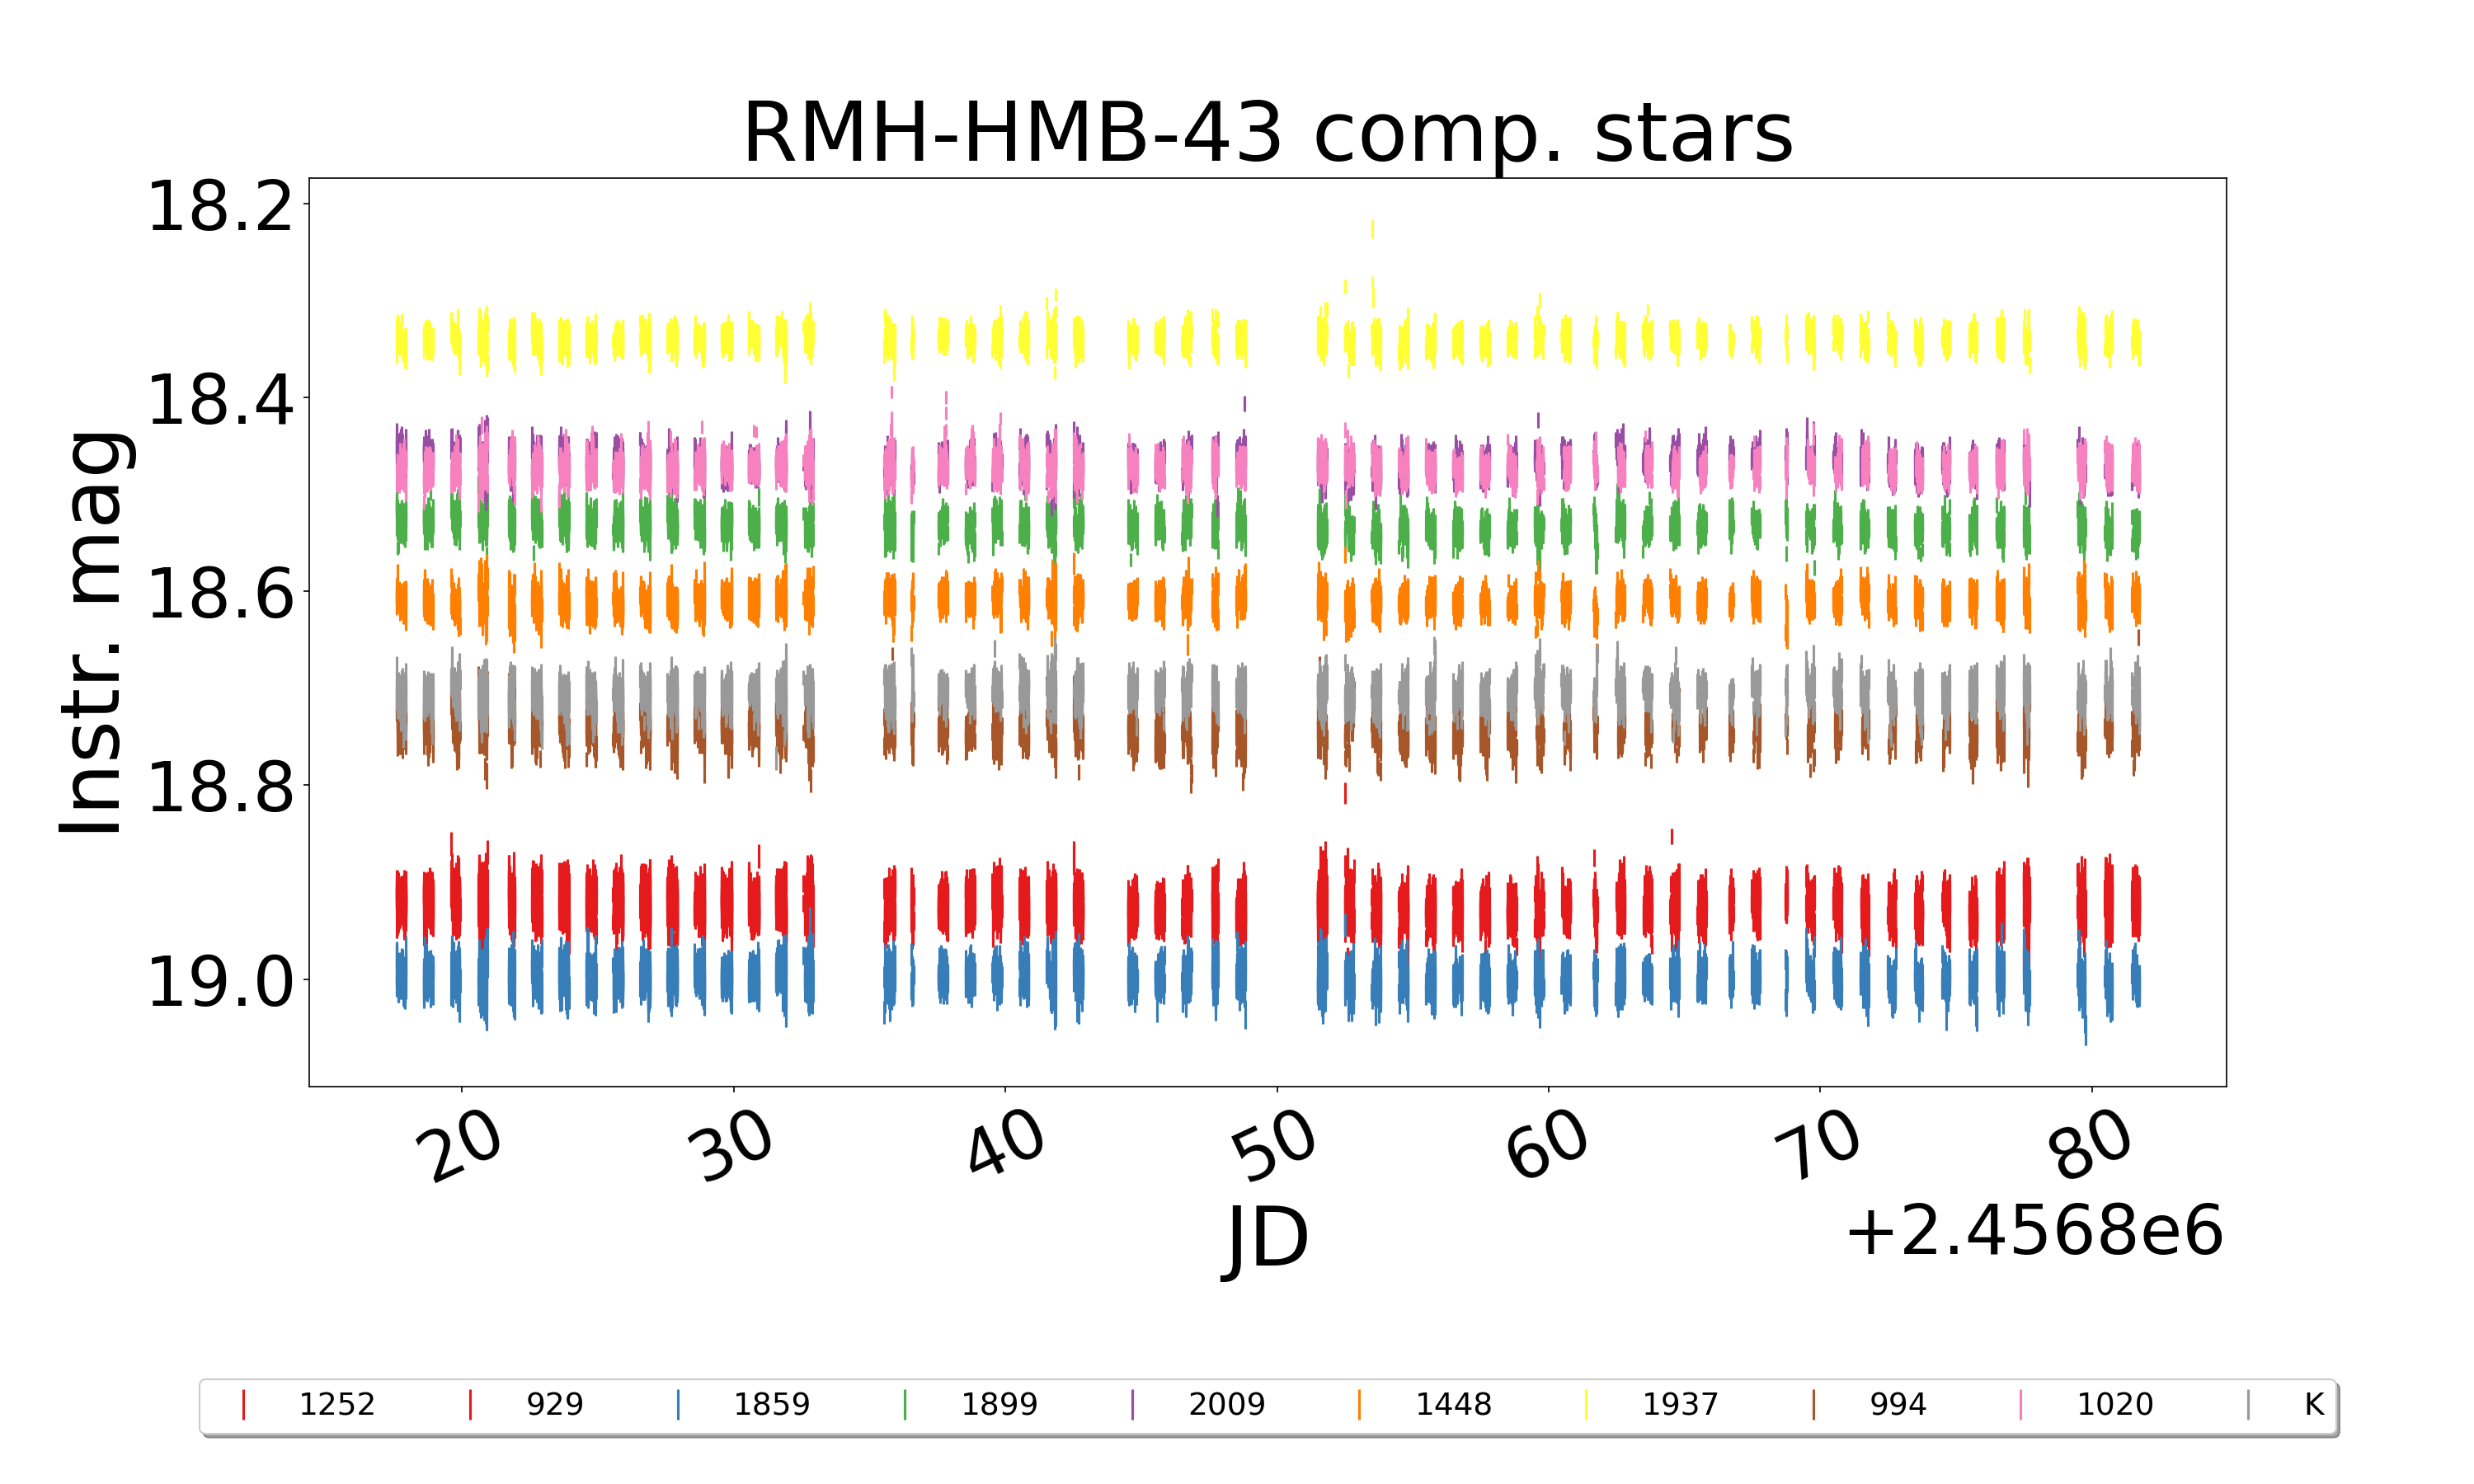 RMH-HMB-43 comp. stars
Instr. mag
18.2
18.4
18.6
18.8
19.0
20 30 40 50 60 70 80
JD
+2.4568e6
1252 929 1859 1899 2009 1448 1937 994 1020 K